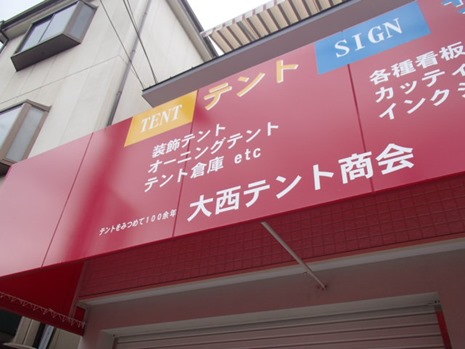 TENT テント
装飾テント
オーニングテント
テント倉庫 etc
テントをみつめて100余年 大西テント商会
SIGN
各種看板
カッティ
インクジ